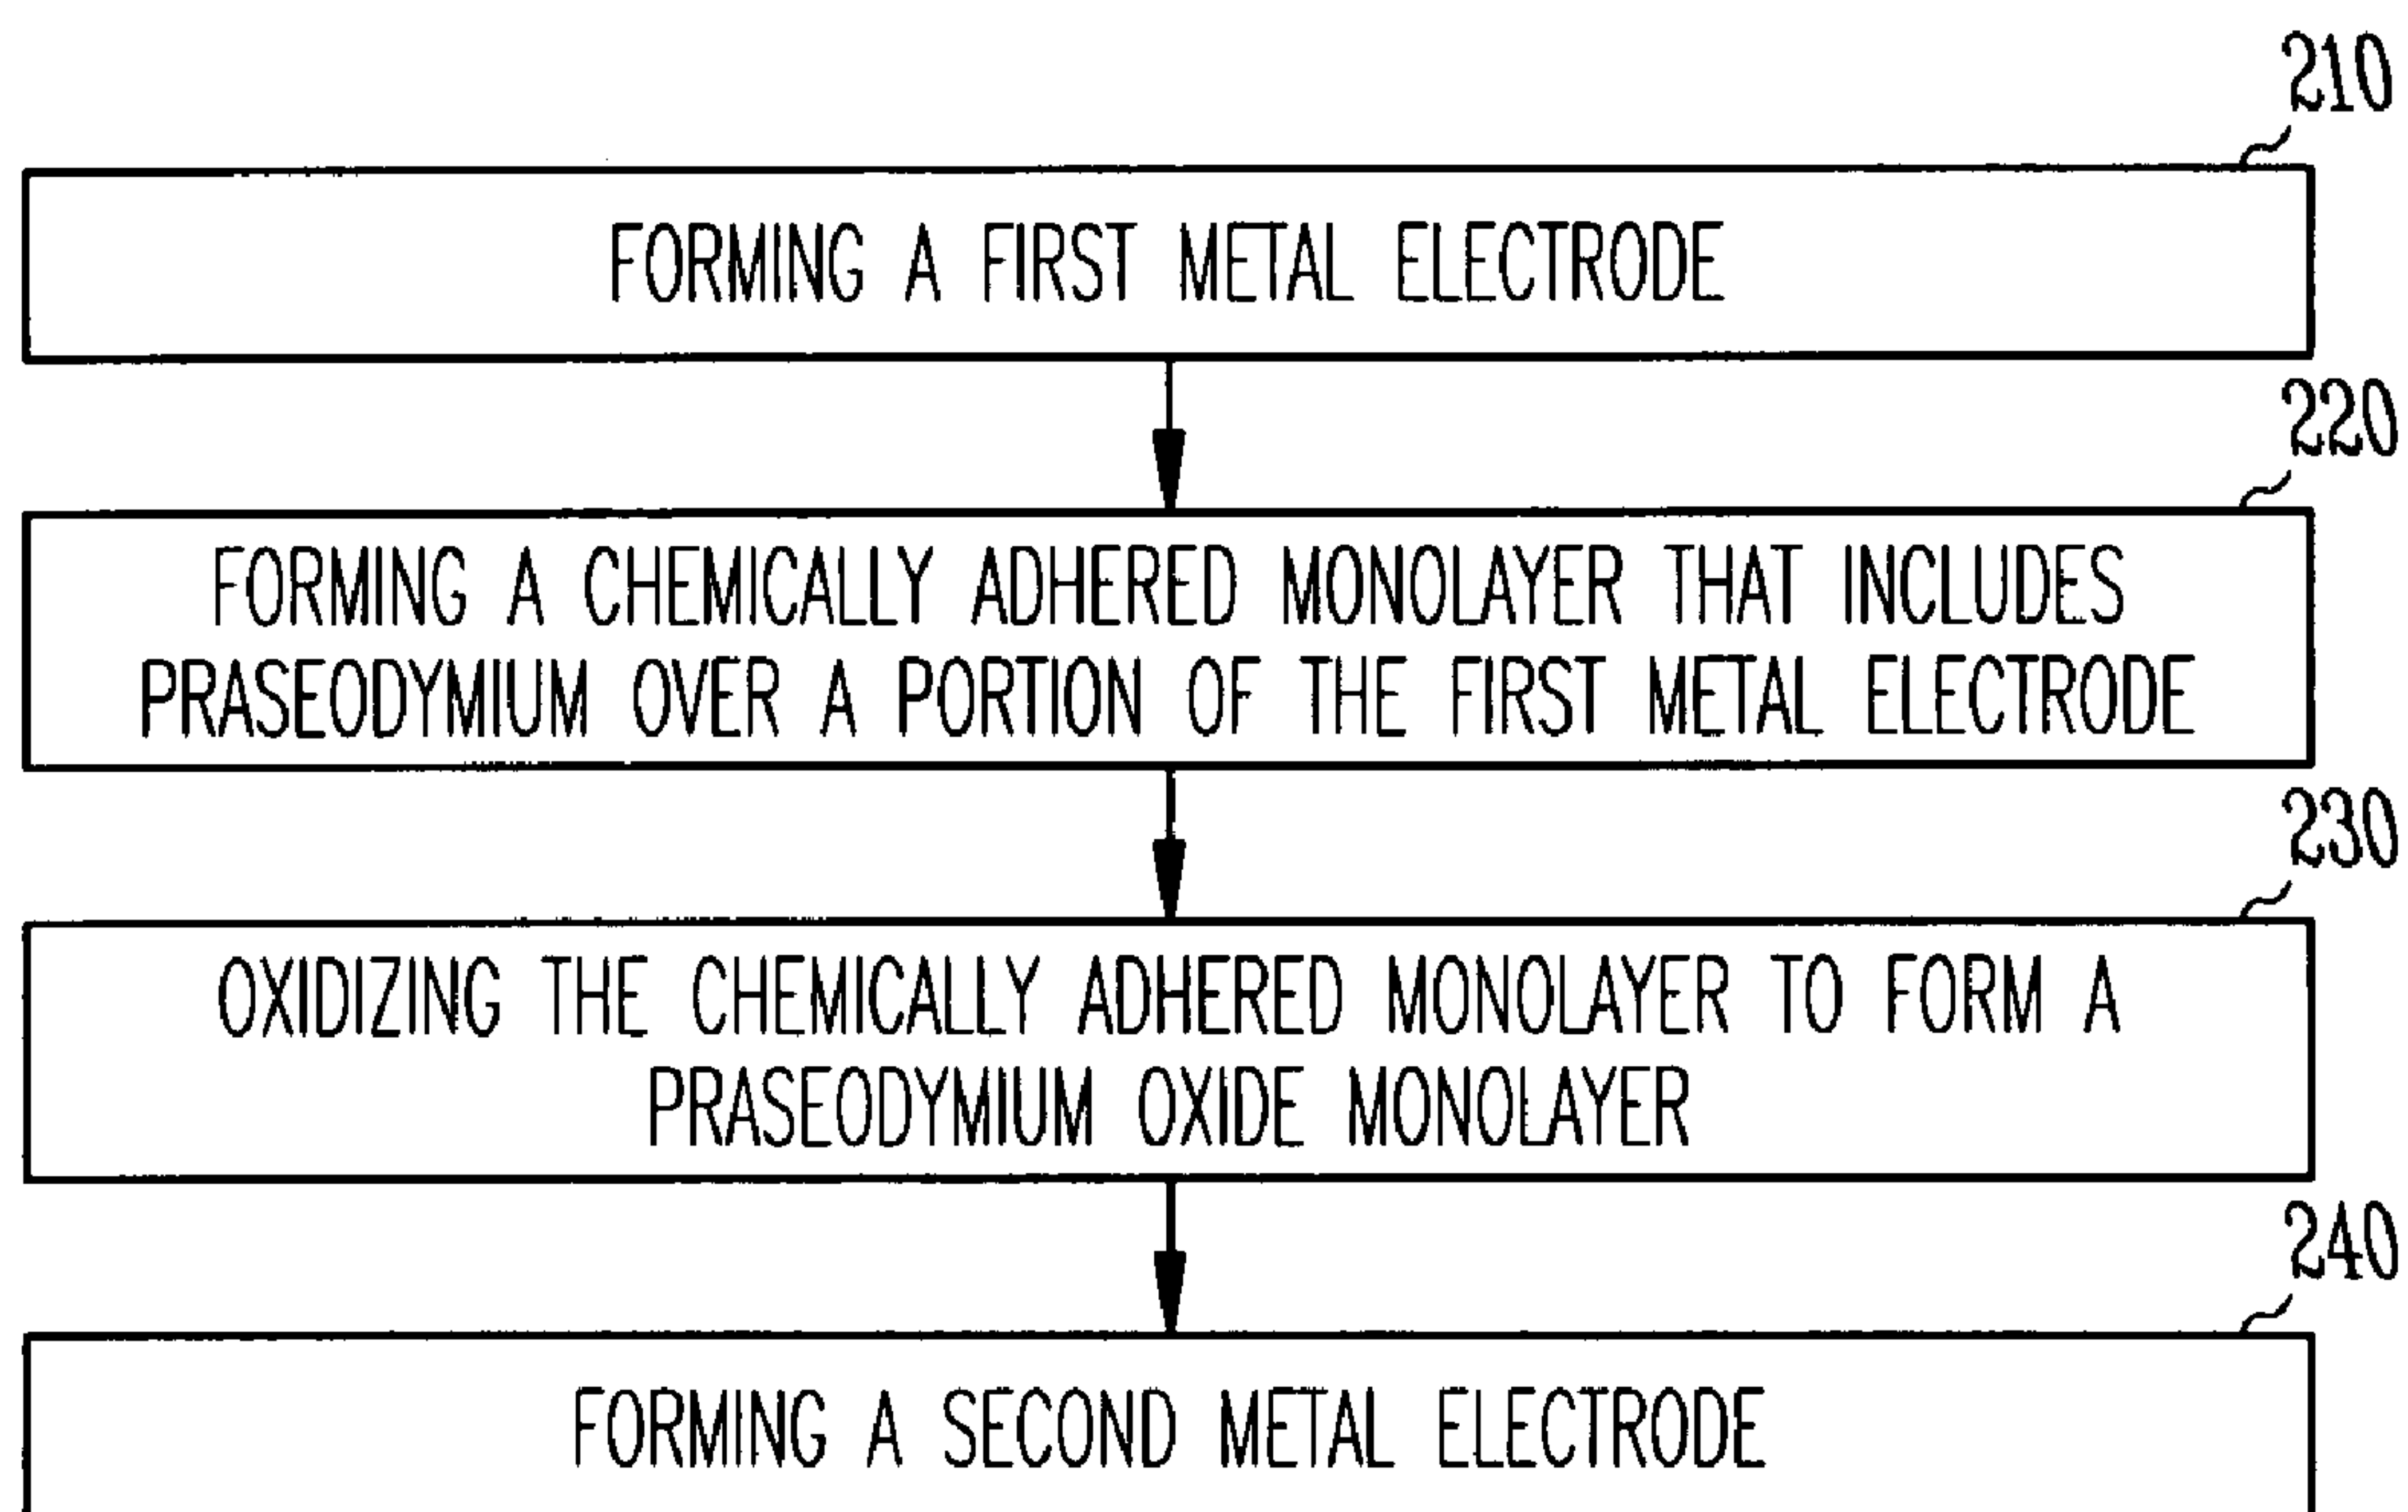 210
FORMING A FIRST METAL ELECTRODE
220
FORMING A CHEMICALLY ADHERED MONOLAYER THAT INCLUDES
PRASEODYMIUM OVER A PORTION OF THE FIRST METAL ELECTRODE
230
OXIDIZING THE CHEMICALLY ADHERED MONOLAYER TO FORM A
PRASEODYMIUM OXIDE MONOLAYER
240
FORMING A SECOND METAL ELECTRODE